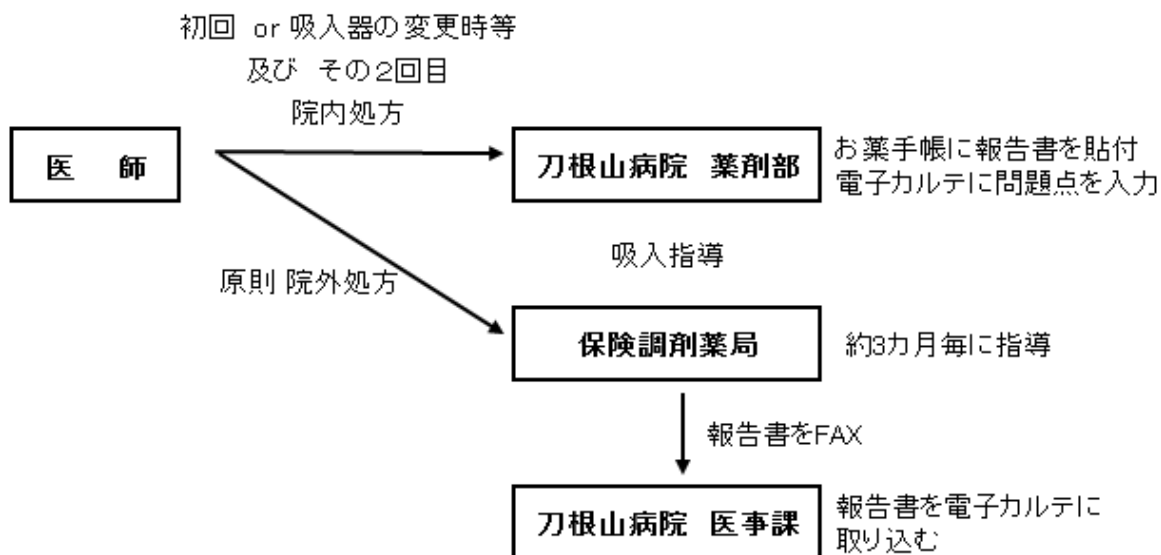 初回 or 吸入器の変更時等
及び その２回目
院内処方
医 師
刀根山病院 薬剤部
お薬手帳に報告書を貼付
電子カルテに問題点を入力
吸入指導
原則 院外処方
保険調剤薬局
約3カ月毎に指導
報告書をFAX
刀根山病院 医事課
報告書を電子カルテに
取り込む